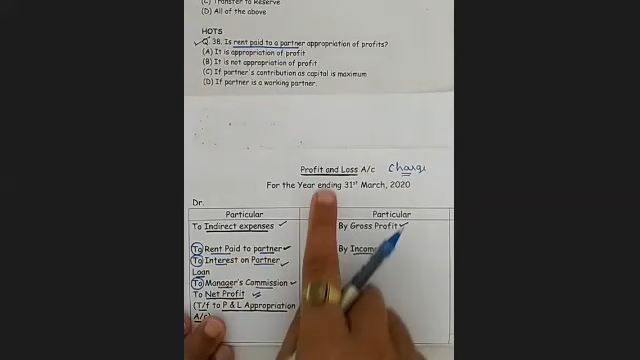 (C) Transfer to Reserve
(D) All of the above
HOTS
Q 38. Is rent paid to a partner appropriation of profits?
(A) It is appropriation of profit
(B) It is not appropriation of profit
(C) If partner's contribution as capital is maximum
(D) If partner is a working partner.
Profit and Loss A/c charge
For the Year ending 31st March, 2020
Dr.
Particular Particular
To Indirect expenses By Gross Profit
To Rent Paid to partner By Income
To Interest on Partner
Loan
To Manager's Commission
To Net Profit
(T/f to P & L Appropriation
A/c)